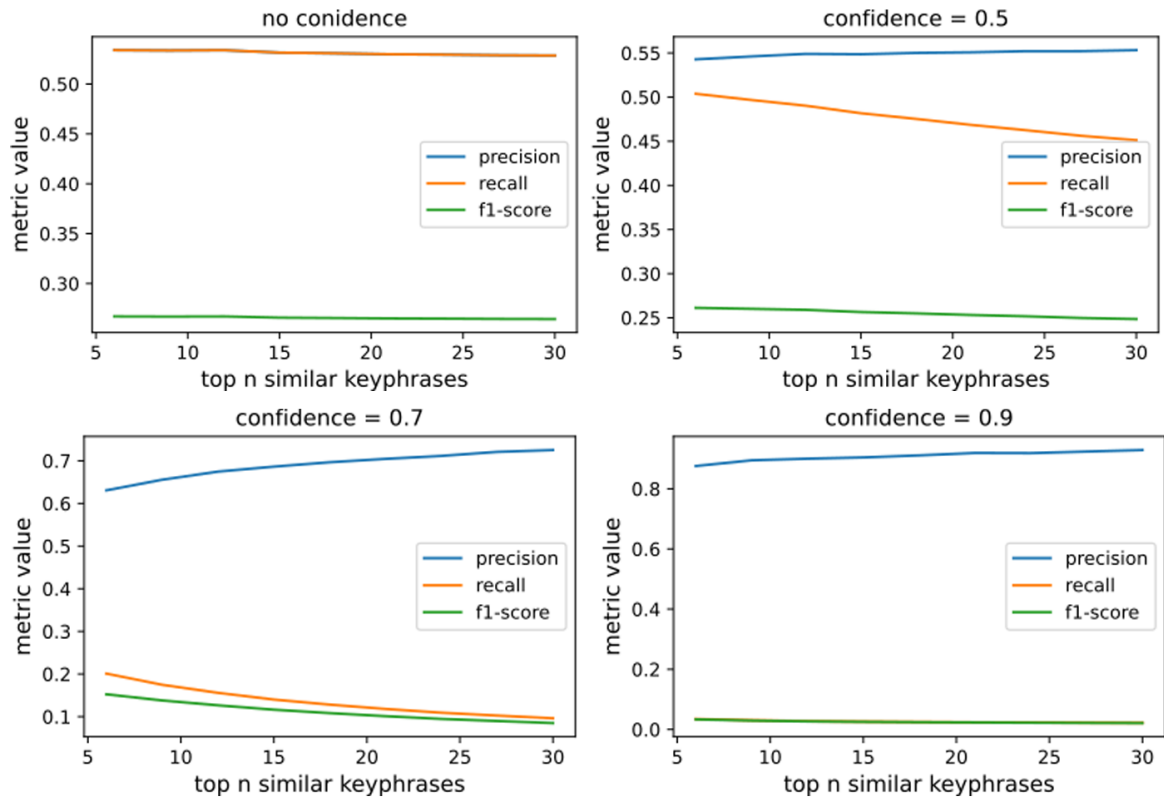 no conidence
0.50
0.45
0.40
0.35
0.30
metric value
precision
recall
f1-score
5 10 15 20 25 30
top n similar keyphrases
confidence = 0.5
0.55
0.50
0.45
0.40
0.35
0.30
0.25
metric value
precision
recall
f1-score
5 10 15 20 25 30
top n similar keyphrases
confidence = 0.7
0.7
0.6
0.5
0.4
0.3
0.2
0.1
metric value
precision
recall
f1-score
5 10 15 20 25 30
top n similar keyphrases
confidence = 0.9
0.8
0.6
0.4
0.2
0.0
metric value
precision
recall
f1-score
5 10 15 20 25 30
top n similar keyphrases